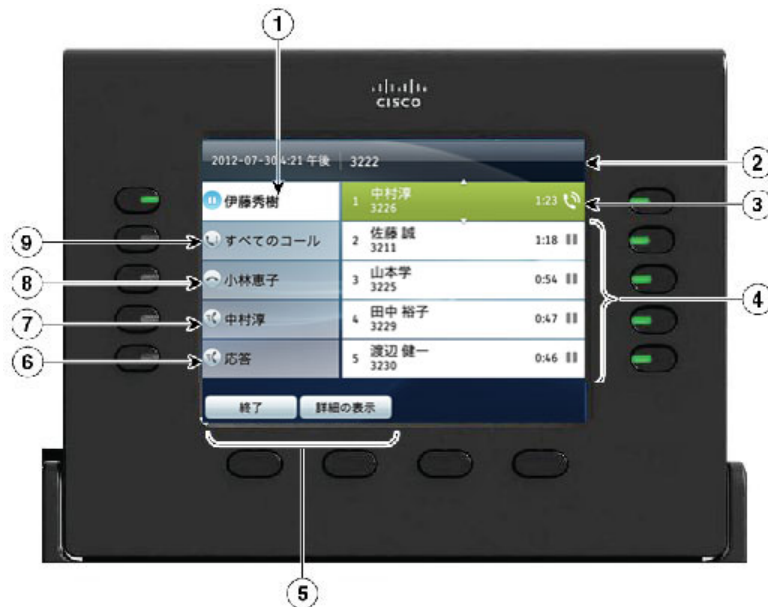 1
CISCO
2012-07-30 4:21 午後 3222
2
伊藤秀樹
1 中村淳 1:23
3226
3
9
すべてのコール
2 佐藤 誠 1:18
3211
8
小林恵子
3 山本学 0:54
3225
4
7
中村淳
4 田中 裕子 0:47
3229
6
応答
5 渡辺 健一 0:46
3230
終了
詳細の表示
5